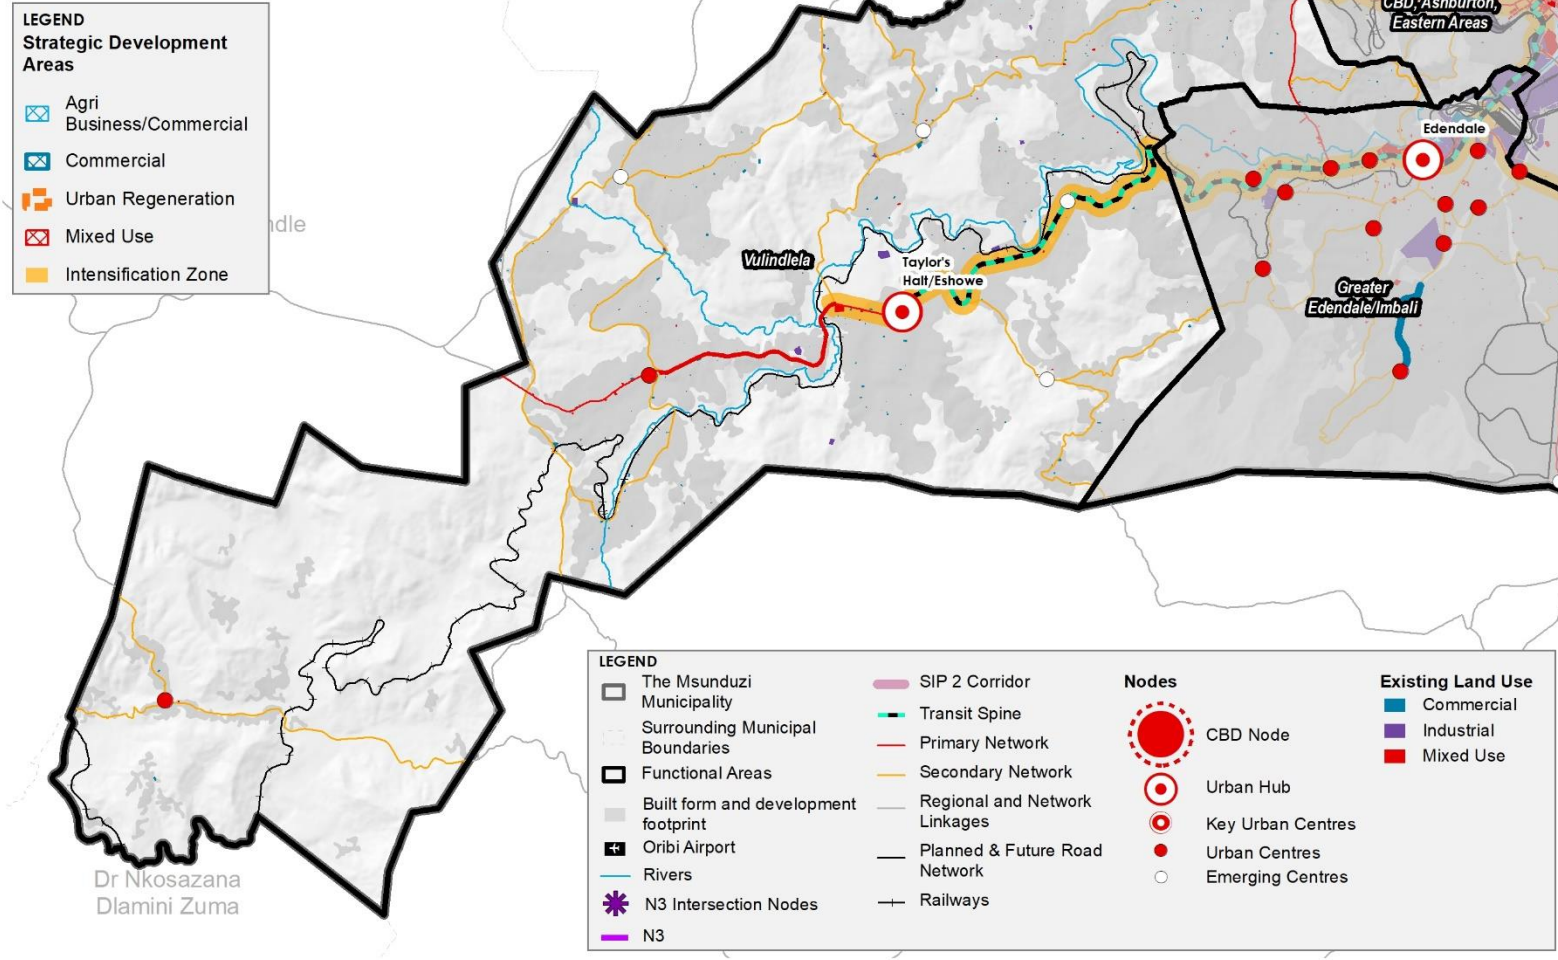 LEGEND
Strategic Development
Areas
Agri
Business/Commercial
Commercial
Urban Regeneration
Mixed Use
Intensification Zone
ndle
CBD, Ashburton,
Eastern Areas
Edendale
Vulindlela
Taylor's
Halt/Eshowe
Greater
Edendale/Imbali
Dr Nkosazana
Dlamini Zuma
LEGEND
The Msunduzi
Municipality
Surrounding Municipal
Boundaries
Functional Areas
Built form and development
footprint
Oribi Airport
Rivers
N3 Intersection Nodes
N3
SIP 2 Corridor
Transit Spine
Primary Network
Secondary Network
Regional and Network
Linkages
Planned & Future Road
Network
Railways
Nodes
CBD Node
Urban Hub
Key Urban Centres
Urban Centres
Emerging Centres
Existing Land Use
Commercial
Industrial
Mixed Use